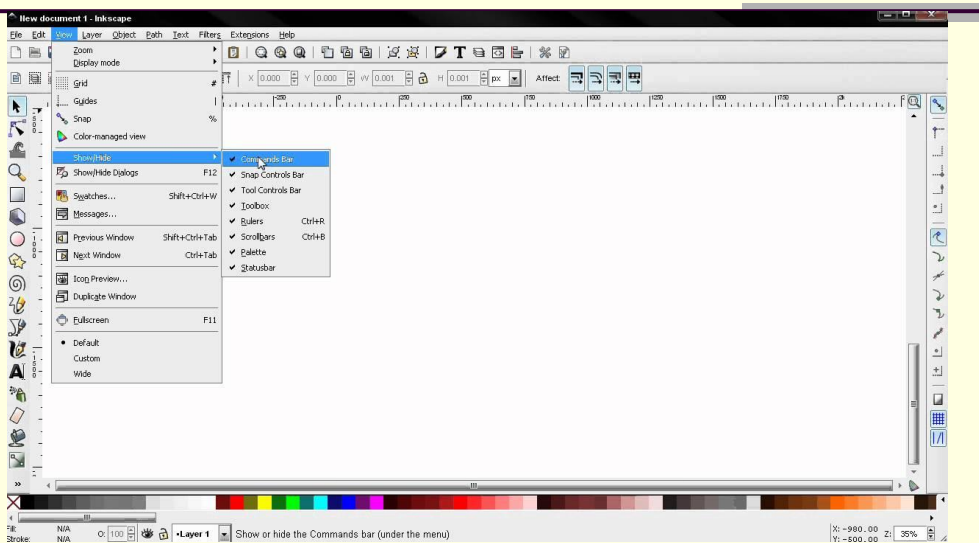 New document 1 - Inkscape
File Edit View Layer Object Path Text Filters Extensions Help
X 0.000 Y 0.000 W 0.001 H 0.001 px Affect:
Zoom
Display mode
Grid #
Guides |
Snap %
Color-managed view
Show/Hide
Show/Hide Dialogs F12
Swatches... Shift+Ctrl+W
Messages...
Previous Window Shift+Ctrl+Tab
Next Window Ctrl+Tab
Icon Preview...
Duplicate Window
Fullscreen F11
Default
Custom
Wide
Commands Bar
Snap Controls Bar
Tool Controls Bar
Toolbox
Rulers Ctrl+R
Scrollbars Ctrl+B
Palette
Statusbar
Fill: N/A
Stroke: N/A
O: 100 •Layer 1 Show or hide the Commands bar (under the menu)
X: -980.00
Y: -500.00
Z: 35%